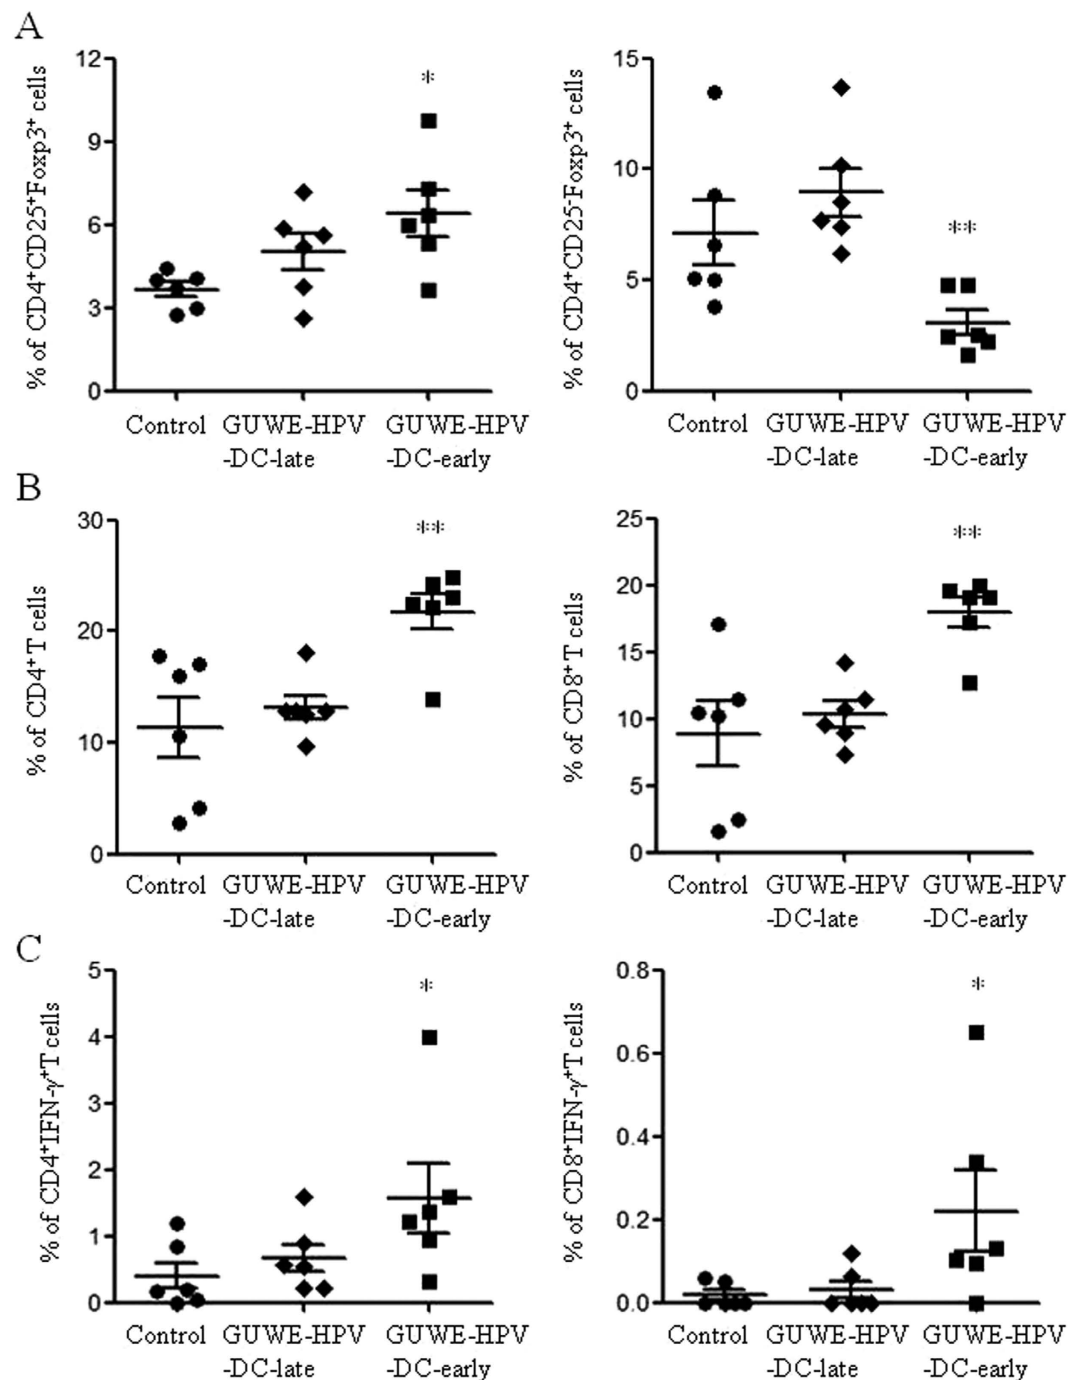 A
% of CD4⁺CD25⁺Foxp3⁺ cells
12
9
6
3
0
*
Control
GUWE-HPV
-DC-late
GUWE-HPV
-DC-early
% of CD4⁺CD25⁻Foxp3⁺ cells
15
10
5
0
**
Control
GUWE-HPV
-DC-late
GUWE-HPV
-DC-early
B
% of CD4⁺T cells
30
20
10
0
**
Control
GUWE-HPV
-DC-late
GUWE-HPV
-DC-early
% of CD8⁺T cells
25
20
15
10
5
0
**
Control
GUWE-HPV
-DC-late
GUWE-HPV
-DC-early
C
% of CD4⁺IFN-γ⁺T cells
5
4
3
2
1
0
*
Control
GUWE-HPV
-DC-late
GUWE-HPV
-DC-early
% of CD8⁺IFN-γ⁺T cells
0.8
0.6
0.4
0.2
0.0
*
Control
GUWE-HPV
-DC-late
GUWE-HPV
-DC-early